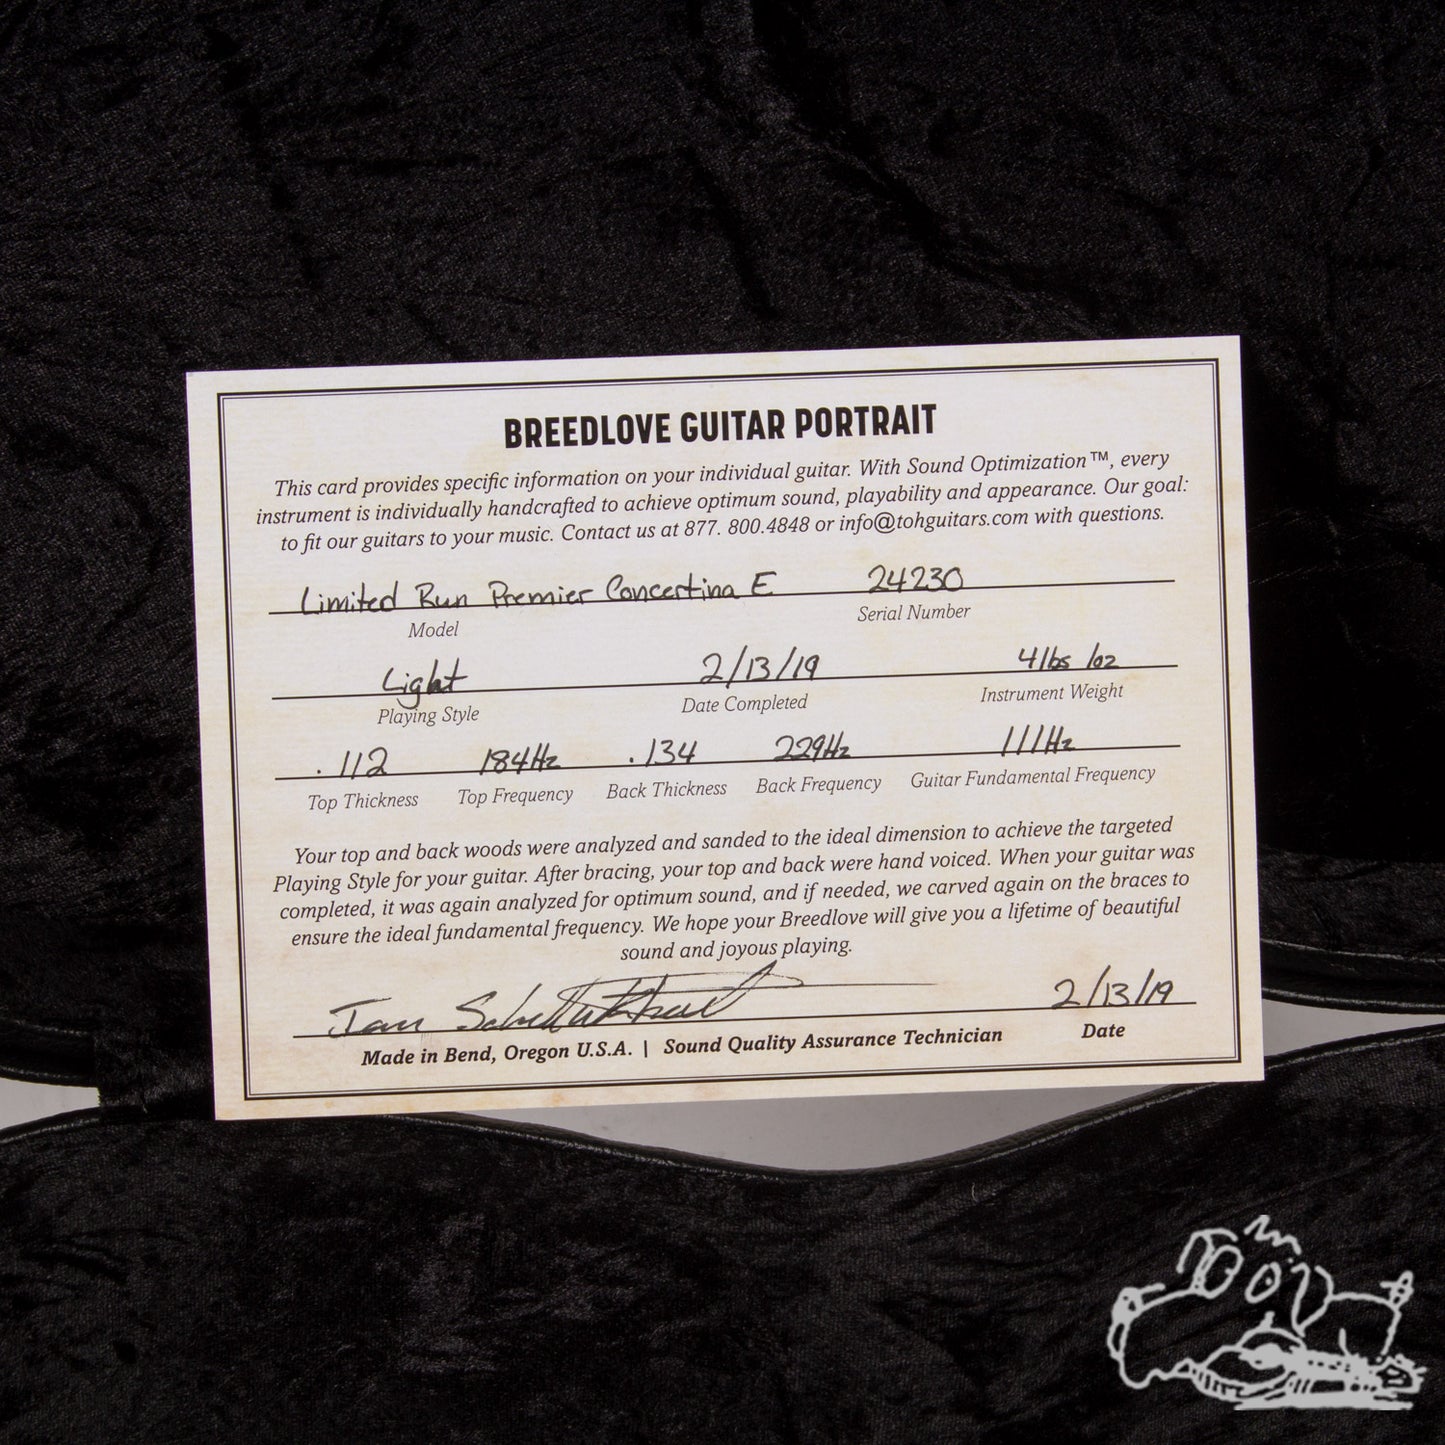 BREEDLOVE GUITAR PORTRAIT
This card provides specific information on your individual guitar. With Sound Optimization™, every
instrument is individually handcrafted to achieve optimum sound, playability and appearance. Our goal:
to fit our guitars to your music. Contact us at 877. 800.4848 or info@tohguitars.com with questions.
Limited Run Premier Concertina E 24230
Model Serial Number
Light 2/13/19 4lbs 1oz
Playing Style Date Completed Instrument Weight
.112 184Hz .134 229Hz 111Hz
Top Thickness Top Frequency Back Thickness Back Frequency Guitar Fundamental Frequency
Your top and back woods were analyzed and sanded to the ideal dimension to achieve the targeted
Playing Style for your guitar. After bracing, your top and back were hand voiced. When your guitar was
completed, it was again analyzed for optimum sound, and if needed, we carved again on the braces to
ensure the ideal fundamental frequency. We hope your Breedlove will give you a lifetime of beautiful
sound and joyous playing.
2/13/19
Made in Bend, Oregon U.S.A. | Sound Quality Assurance Technician Date